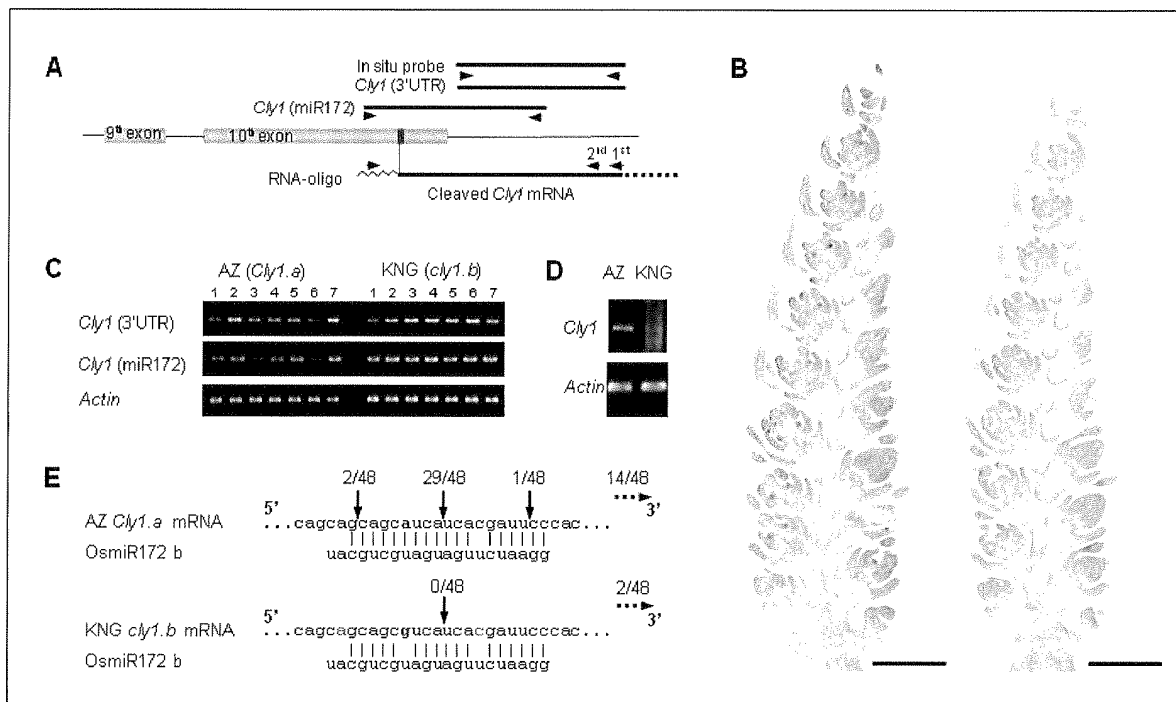 A
B
In situ probe
Cly1 (3'UTR)
Cly1 (miR172)
9th exon
10th exon
2nd 1st
RNA-oligo
Cleaved Cly1 mRNA
C
AZ (Cly1.a) KNG (cly1.b)
1 2 3 4 5 6 7 1 2 3 4 5 6 7
Cly1 (3'UTR)
Cly1 (miR172)
Actin
D
AZ KNG
Cly1
Actin
E
2/48 29/48 1/48 14/48
5' 3'
AZ Cly1.a mRNA ...cagcagcagcaucaucacgauucccac...
OsmiR172 b uacgucguaguaguucuaagg
0/48 2/48
5' 3'
KNG cly1.b mRNA ...cagcagcagcgucaucacgauucccac...
OsmiR172 b uacgucguaguaguucuaagg